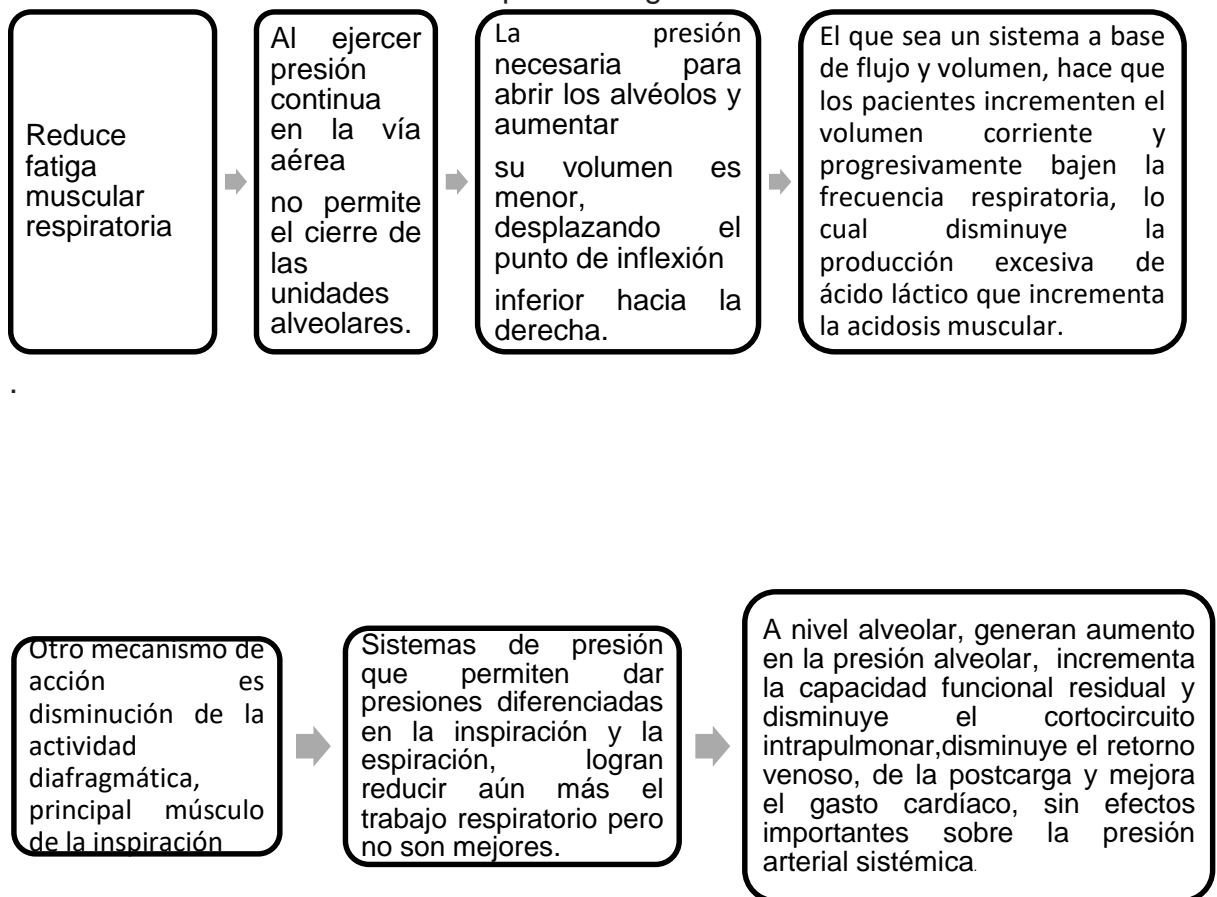 Reduce
fatiga
muscular
respiratoria
Al ejercer
presión
continua
en la vía
aérea
no permite
el cierre de
las
unidades
alveolares.
La presión
necesaria para
abrir los alvéolos y
aumentar
su volumen es
menor,
desplazando el
punto de inflexión
inferior hacia la
derecha.
El que sea un sistema a base
de flujo y volumen, hace que
los pacientes incrementen el
volumen corriente y
progresivamente bajen la
frecuencia respiratoria, lo
cual disminuye la
producción excesiva de
ácido láctico que incrementa
la acidosis muscular.
.
Otro mecanismo de
acción es
disminución de la
actividad
diafragmática,
principal músculo
de la inspiración
Sistemas de presión
que permiten dar
presiones diferenciadas
en la inspiración y la
espiración, logran
reducir aún más el
trabajo respiratorio pero
no son mejores.
A nivel alveolar, generan aumento
en la presión alveolar, incrementa
la capacidad funcional residual y
disminuye el cortocircuito
intrapulmonar,disminuye el retorno
venoso, de la postcarga y mejora
el gasto cardíaco, sin efectos
importantes sobre la presión
arterial sistémica.